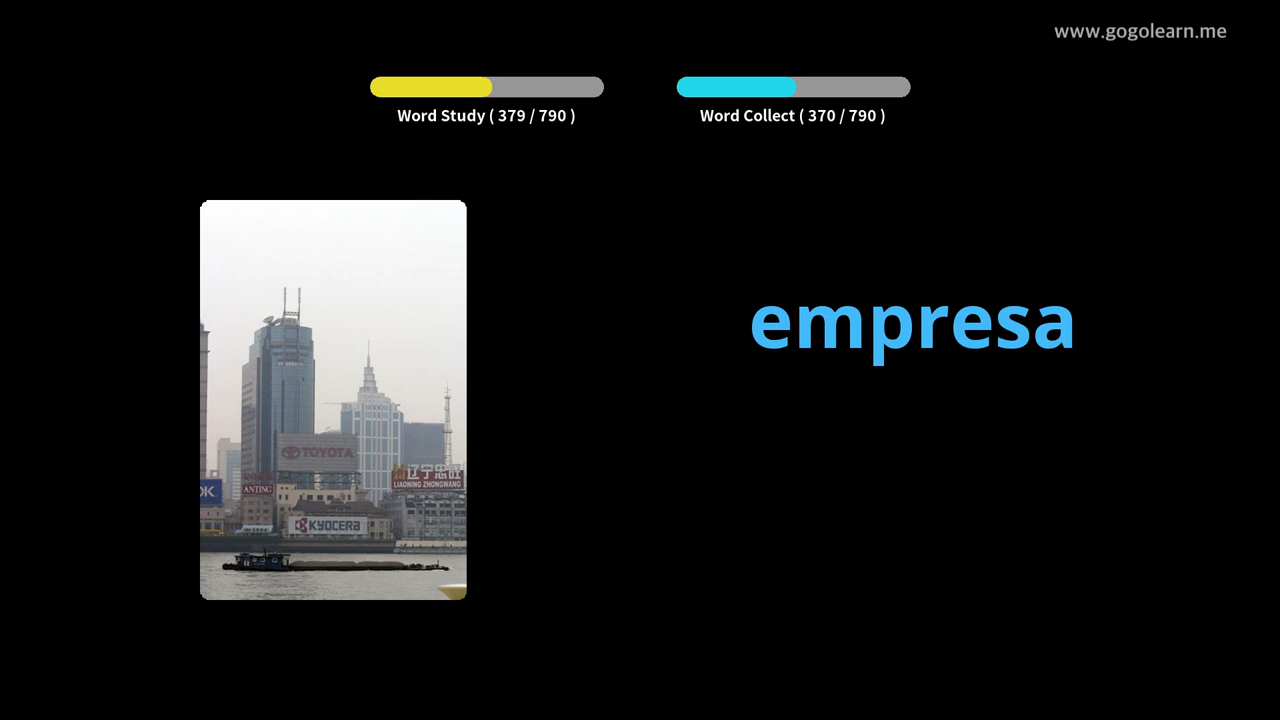 www.gogolearn.me
Word Study ( 379 / 790 )
Word Collect ( 370 / 790 )
empresa
TOYOTA
辽宁忠旺
LIAONING ZHONGWANG
ANTING
KYOCERA